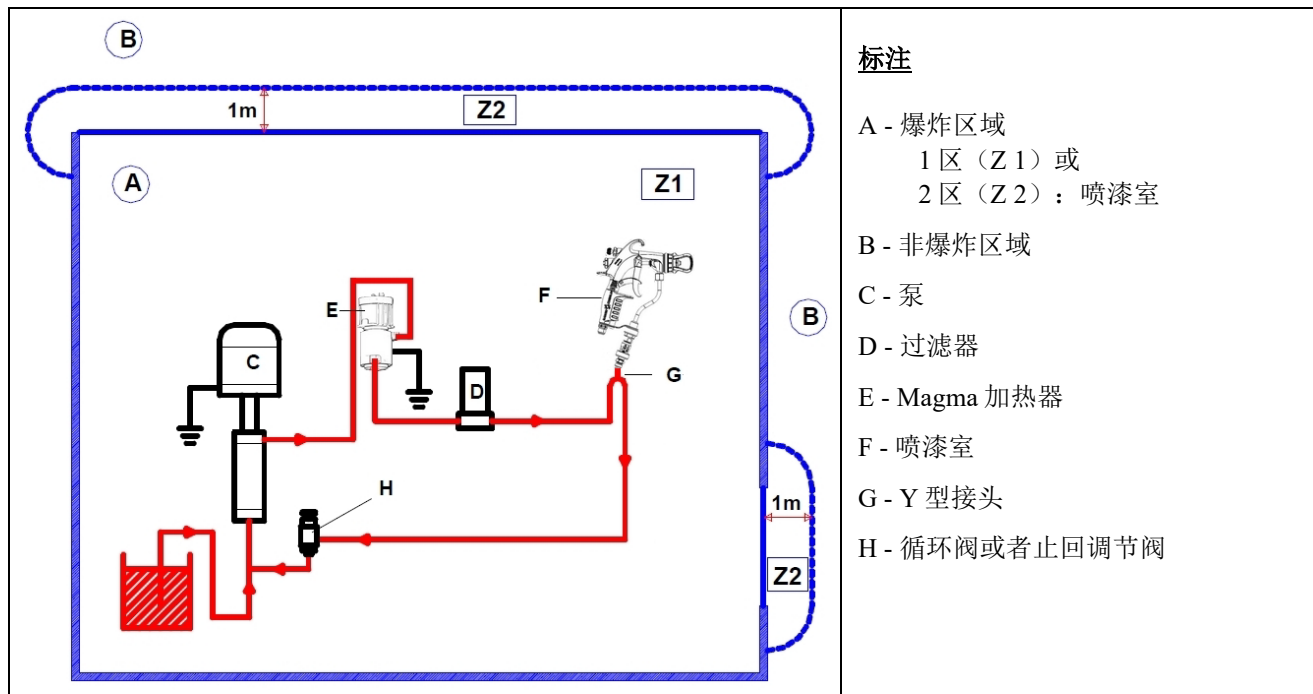 B
1m
Z2
A
Z1
E
F
B
C
G
D
H
1m
Z2
标注
A - 爆炸区域
1 区（Z 1）或
2 区（Z 2）：喷漆室
B - 非爆炸区域
C - 泵
D - 过滤器
E - Magma 加热器
F - 喷漆室
G - Y 型接头
H - 循环阀或者止回调节阀